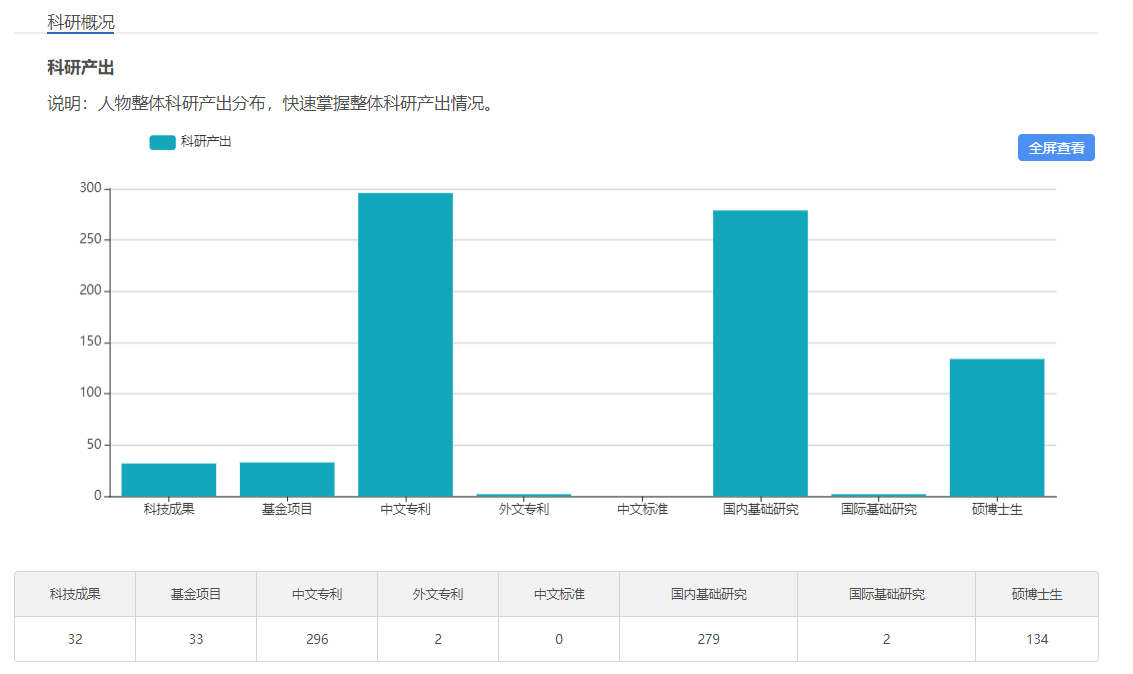 科研概况
科研产出
说明：人物整体科研产出分布，快速掌握整体科研产出情况。
科研产出
全屏查看
300
250
200
150
100
50
0
科技成果 基金项目 中文专利 外文专利 中文标准 国内基础研究 国际基础研究 硕博士生
科技成果 基金项目 中文专利 外文专利 中文标准 国内基础研究 国际基础研究 硕博士生
32 33 296 2 0 279 2 134